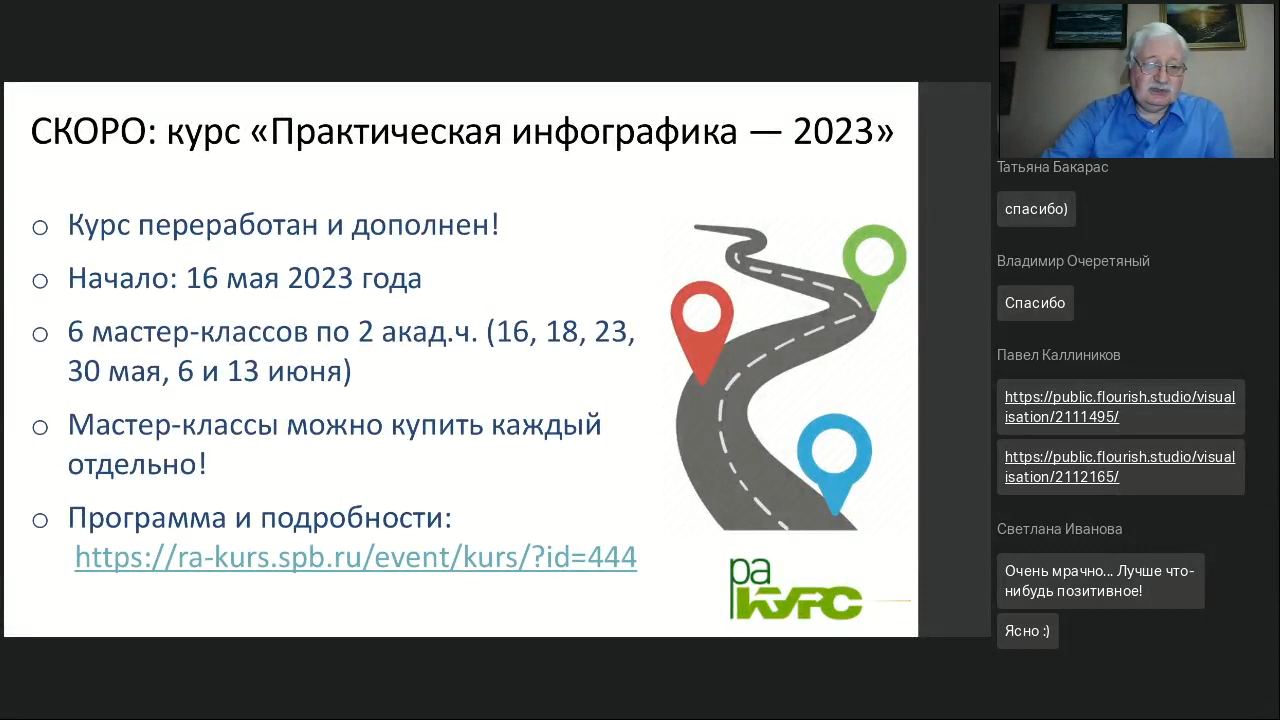 СКОРО: курс «Практическая инфографика — 2023»
o Курс переработан и дополнен!
o Начало: 16 мая 2023 года
o 6 мастер-классов по 2 акад.ч. (16, 18, 23,
30 мая, 6 и 13 июня)
o Мастер-классы можно купить каждый
отдельно!
o Программа и подробности:
https://ra-kurs.spb.ru/event/kurs/?id=444
ра
курс
Татьяна Бакарас
спасибо)
Владимир Очеретяный
Спасибо
Павел Каллиников
https://public.flourish.studio/visual
isation/2111495/
https://public.flourish.studio/visual
isation/2112165/
Светлана Иванова
Очень мрачно... Лучше что-
нибудь позитивное!
Ясно :)